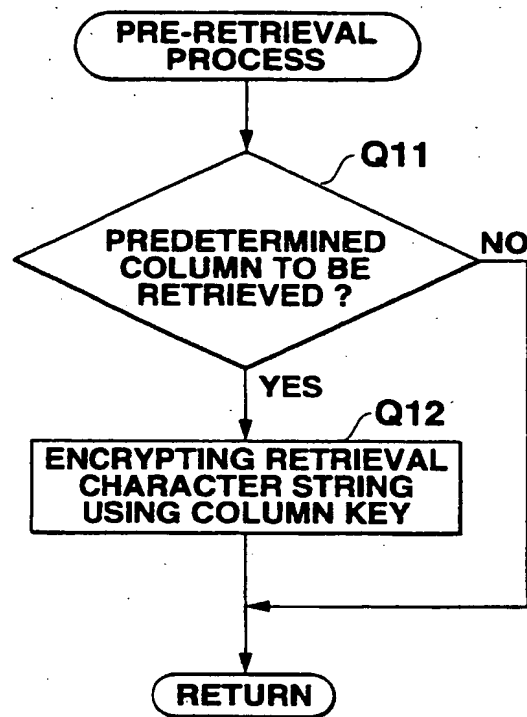 PRE-RETRIEVAL
PROCESS
Q11
PREDETERMINED
COLUMN TO BE
RETRIEVED ?
NO
YES
Q12
ENCRYPTING RETRIEVAL
CHARACTER STRING
USING COLUMN KEY
RETURN